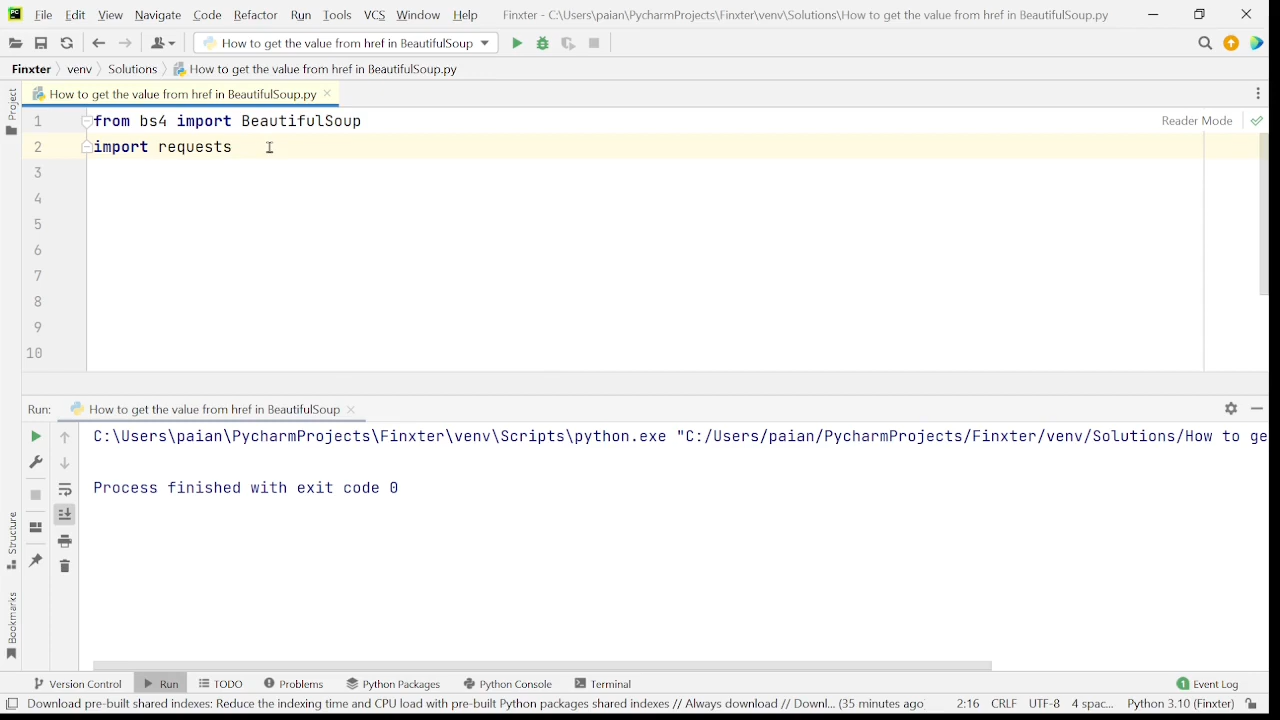 PC File Edit View Navigate Code Refactor Run Tools VCS Window Help Finxter - C:\Users\paian\PycharmProjects\Finxter\venv\Solutions\How to get the value from href in BeautifulSoup.py
How to get the value from href in BeautifulSoup
Finxter venv Solutions How to get the value from href in BeautifulSoup.py
Project
How to get the value from href in BeautifulSoup.py
1 from bs4 import BeautifulSoup
Reader Mode
2 import requests
3
4
5
6
7
8
9
10
Run: How to get the value from href in BeautifulSoup
C:\Users\paian\PycharmProjects\Finxter\venv\Scripts\python.exe "C:/Users/paian/PycharmProjects/Finxter/venv/Solutions/How to ge
Process finished with exit code 0
Structure
Bookmarks
Version Control Run TODO Problems Python Packages Python Console Terminal 1 Event Log
Download pre-built shared indexes: Reduce the indexing time and CPU load with pre-built Python packages shared indexes // Always download // Downl... (35 minutes ago 2:16 CRLF UTF-8 4 spac... Python 3.10 (Finxter)